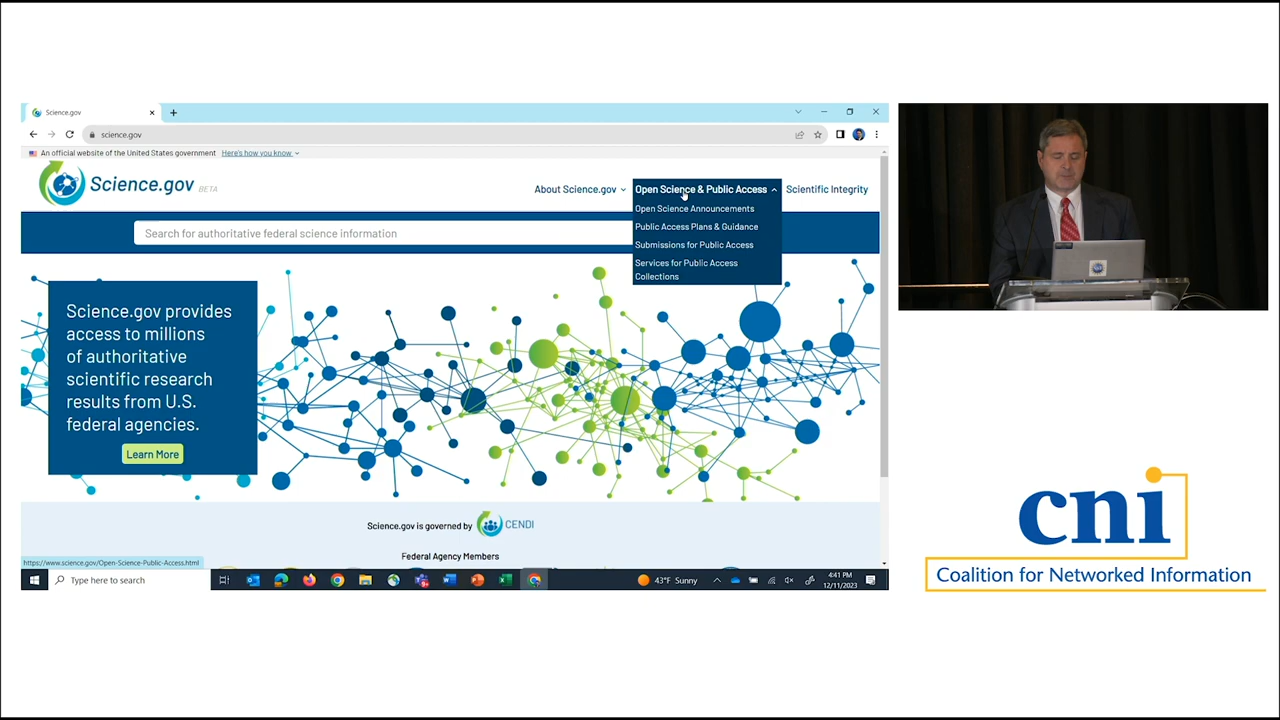 Science.gov
science.gov
An official website of the United States government Here's how you know
Science.gov BETA
About Science.gov
Open Science & Public Access
Scientific Integrity
Open Science Announcements
Public Access Plans & Guidance
Submissions for Public Access
Services for Public Access
Collections
Search for authoritative federal science information
Science.gov provides
access to millions
of authoritative
scientific research
results from U.S.
federal agencies.
Learn More
Science.gov is governed by CENDI
Federal Agency Members
https://www.science.gov/Open-Science-Public-Access.html
Type here to search
43°F Sunny
4:41 PM
12/11/2023
cni
Coalition for Networked Information